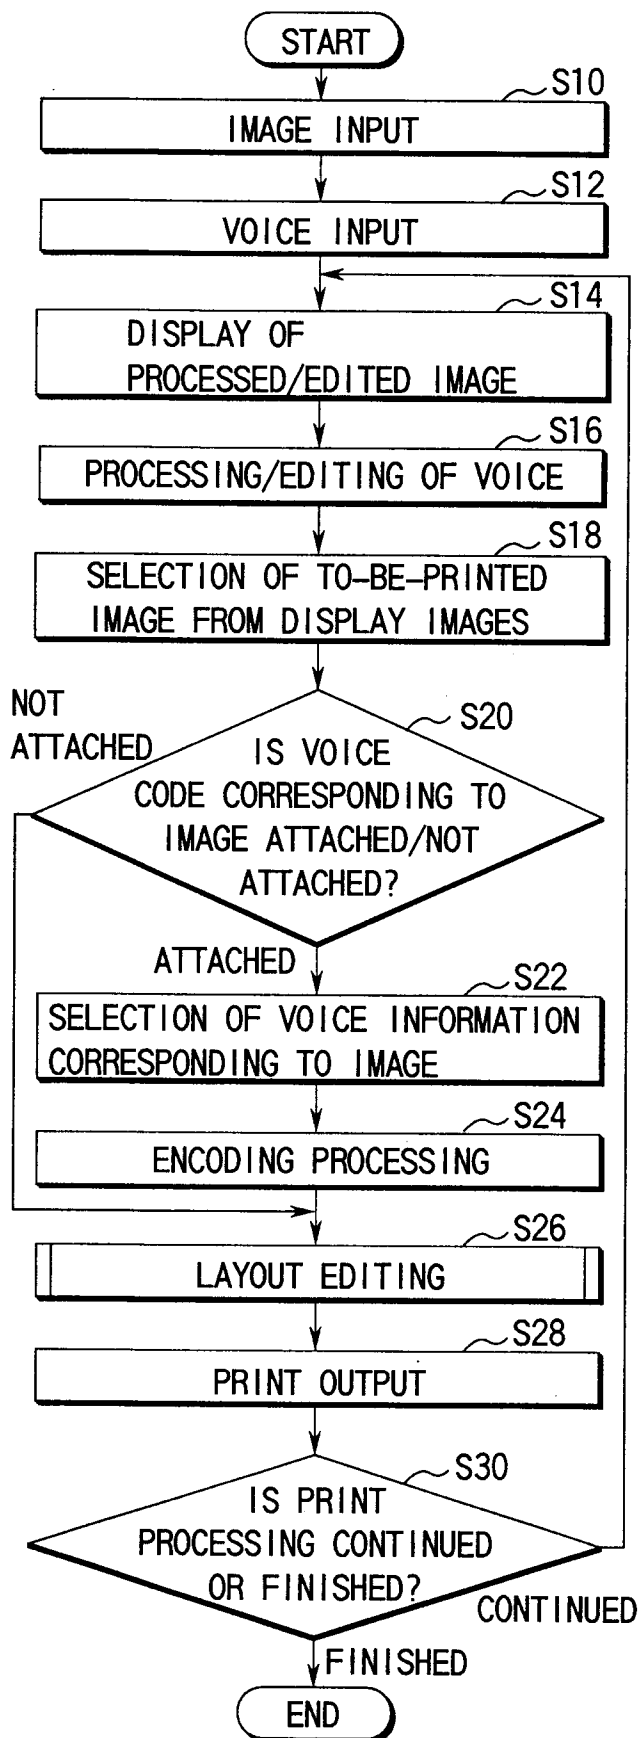 START
S10
IMAGE INPUT
S12
VOICE INPUT
S14
DISPLAY OF
PROCESSED/EDITED IMAGE
S16
PROCESSING/EDITING OF VOICE
S18
SELECTION OF TO-BE-PRINTED
IMAGE FROM DISPLAY IMAGES
NOT
ATTACHED
S20
IS VOICE
CODE CORRESPONDING TO
IMAGE ATTACHED/NOT
ATTACHED?
ATTACHED
S22
SELECTION OF VOICE INFORMATION
CORRESPONDING TO IMAGE
S24
ENCODING PROCESSING
S26
LAYOUT EDITING
S28
PRINT OUTPUT
S30
IS PRINT
PROCESSING CONTINUED
OR FINISHED?
CONTINUED
FINISHED
END